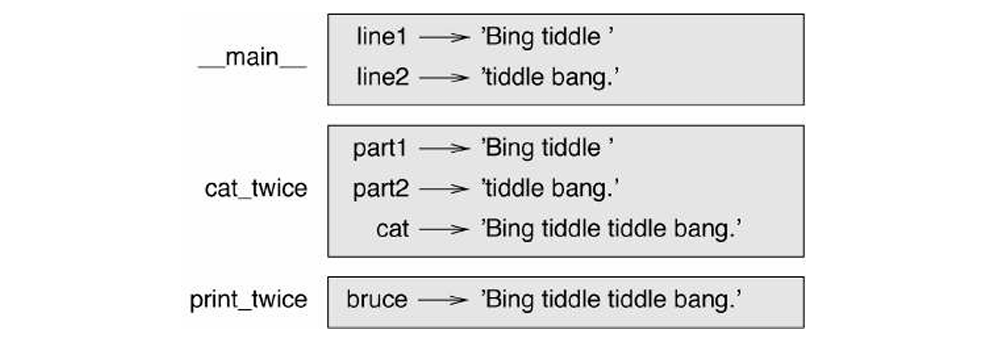 __main__
line1 ’Bing tiddle ’
line2 ’tiddle bang.’
cat_twice
part1 ’Bing tiddle ’
part2 ’tiddle bang.’
cat ’Bing tiddle tiddle bang.’
print_twice
bruce ’Bing tiddle tiddle bang.’